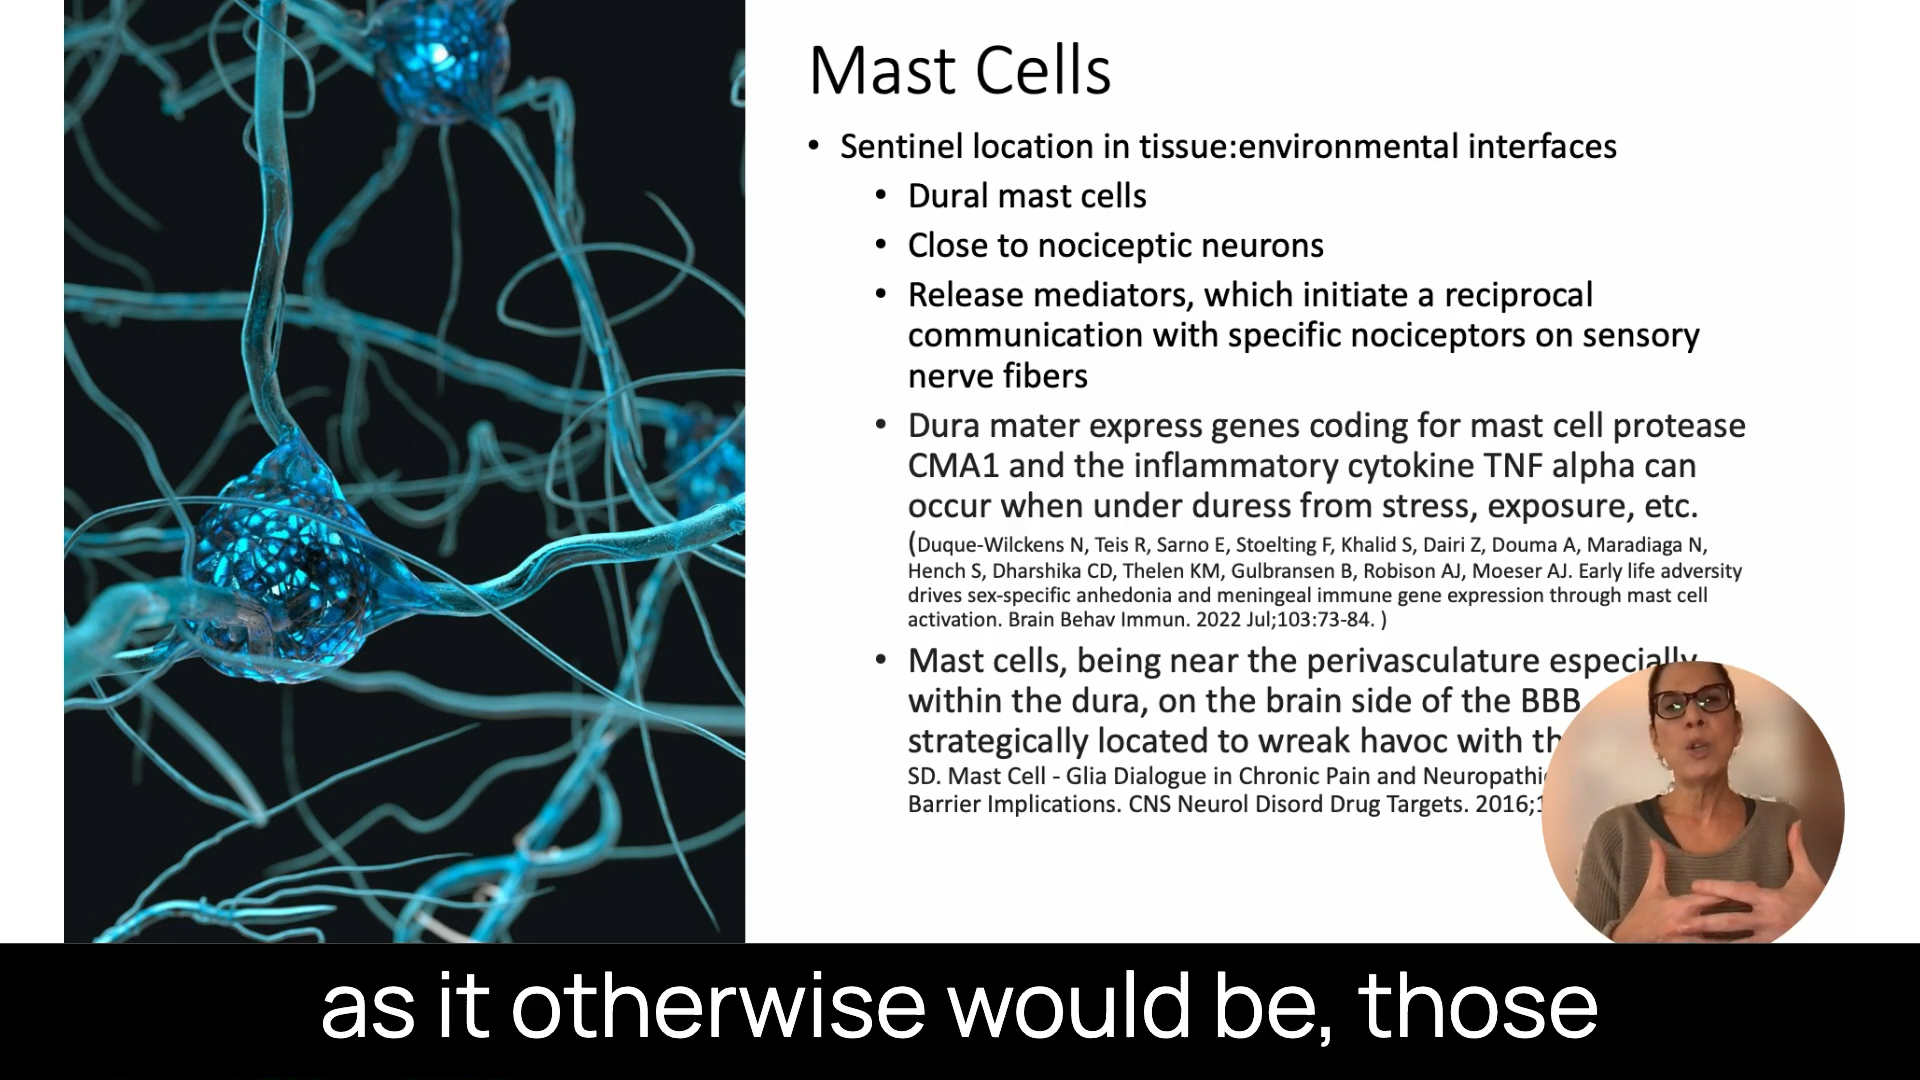 Mast Cells
• Sentinel location in tissue:environmental interfaces
• Dural mast cells
• Close to nociceptic neurons
• Release mediators, which initiate a reciprocal
communication with specific nociceptors on sensory
nerve fibers
• Dura mater express genes coding for mast cell protease
CMA1 and the inflammatory cytokine TNF alpha can
occur when under duress from stress, exposure, etc.
(Duque-Wilckens N, Teis R, Sarno E, Stoelting F, Khalid S, Dairi Z, Douma A, Maradiaga N,
Hench S, Dharshika CD, Thelen KM, Gulbransen B, Robison AJ, Moeser AJ. Early life adversity
drives sex-specific anhedonia and meningeal immune gene expression through mast cell
activation. Brain Behav Immun. 2022 Jul;103:73-84. )
• Mast cells, being near the perivasculature especially
within the dura, on the brain side of the BBB
strategically located to wreak havoc with
SD. Mast Cell - Glia Dialogue in Chronic Pain and
Barrier Implications. CNS Neurol Disord Drug Targets. 2016;
as it otherwise would be, those